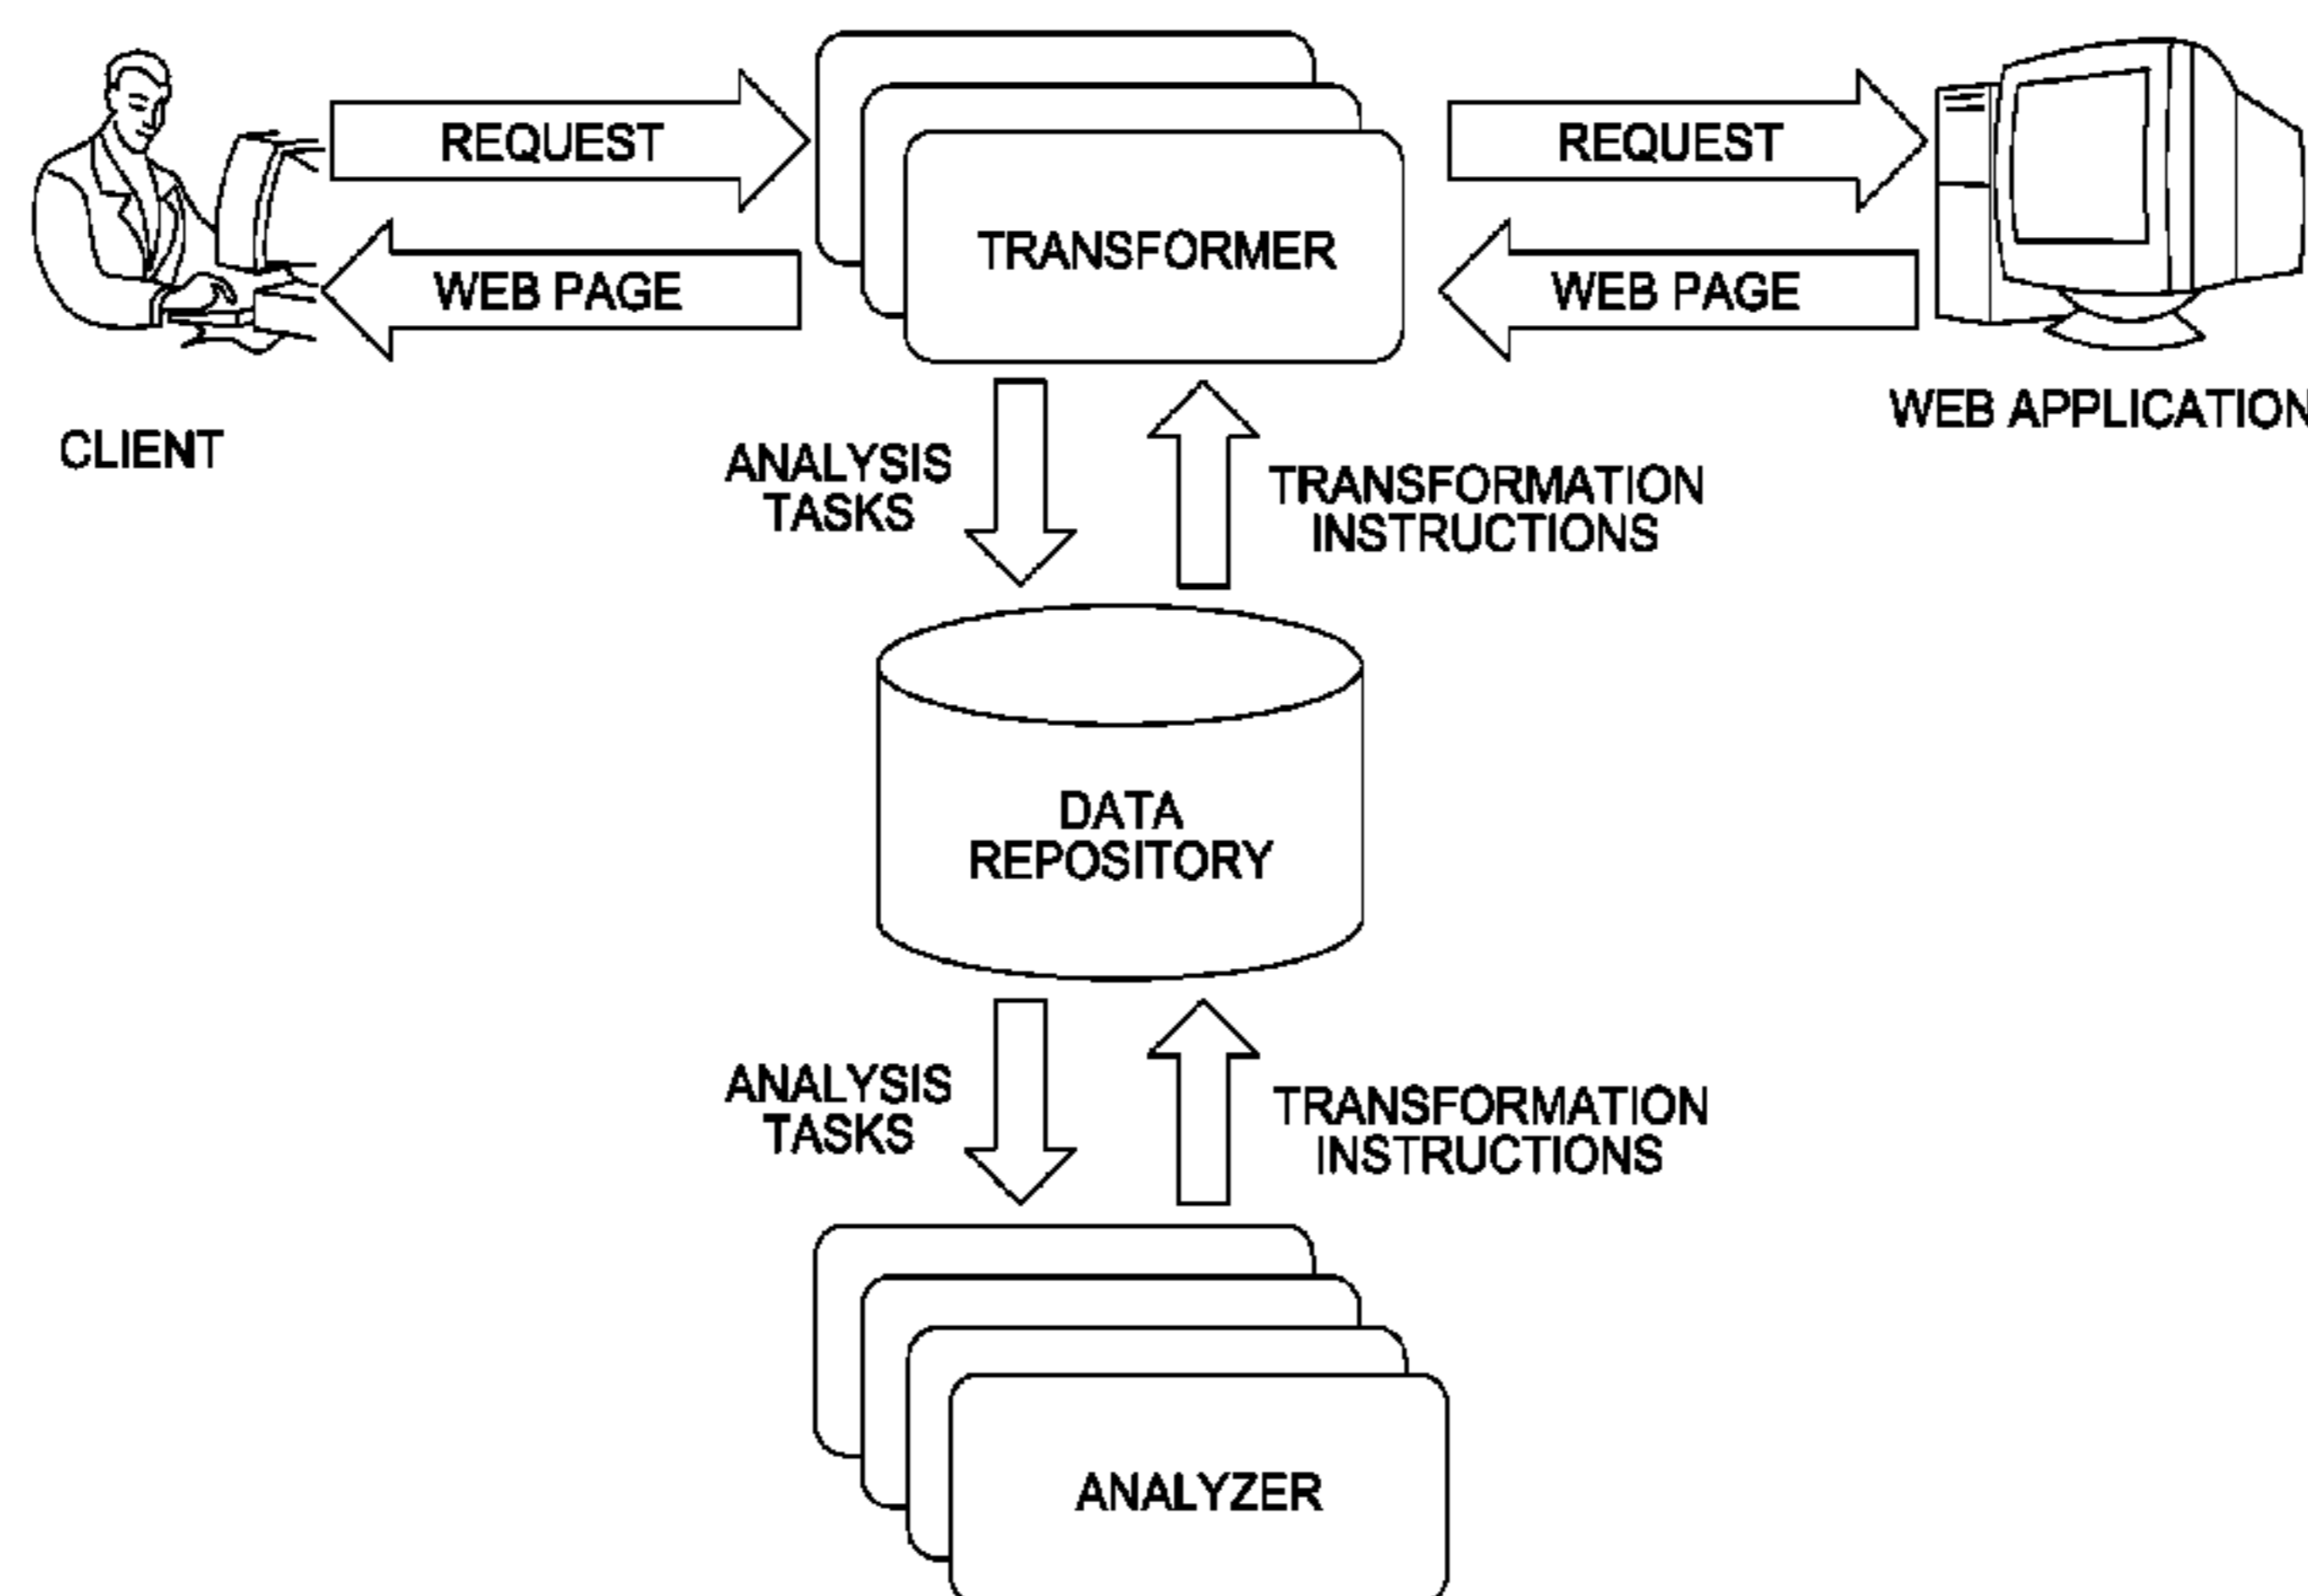 REQUEST
REQUEST
TRANSFORMER
WEB PAGE
WEB PAGE
WEB APPLICATION
CLIENT
ANALYSIS
TASKS
TRANSFORMATION
INSTRUCTIONS
DATA
REPOSITORY
ANALYSIS
TASKS
TRANSFORMATION
INSTRUCTIONS
ANALYZER